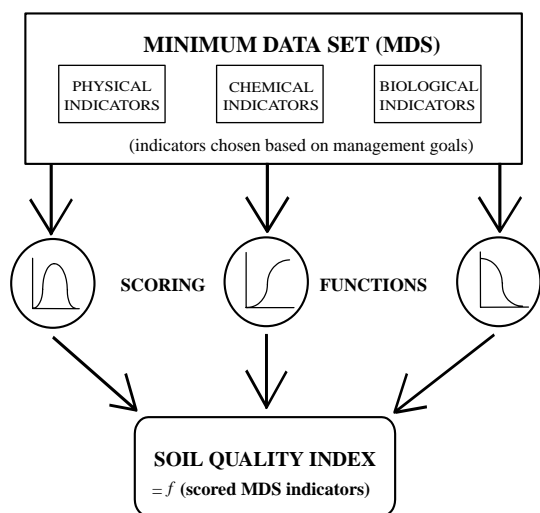 MINIMUM DATA SET (MDS)
PHYSICAL
INDICATORS
CHEMICAL
INDICATORS
BIOLOGICAL
INDICATORS
(indicators chosen based on management goals)
SCORING FUNCTIONS
SOIL QUALITY INDEX
= f (scored MDS indicators)